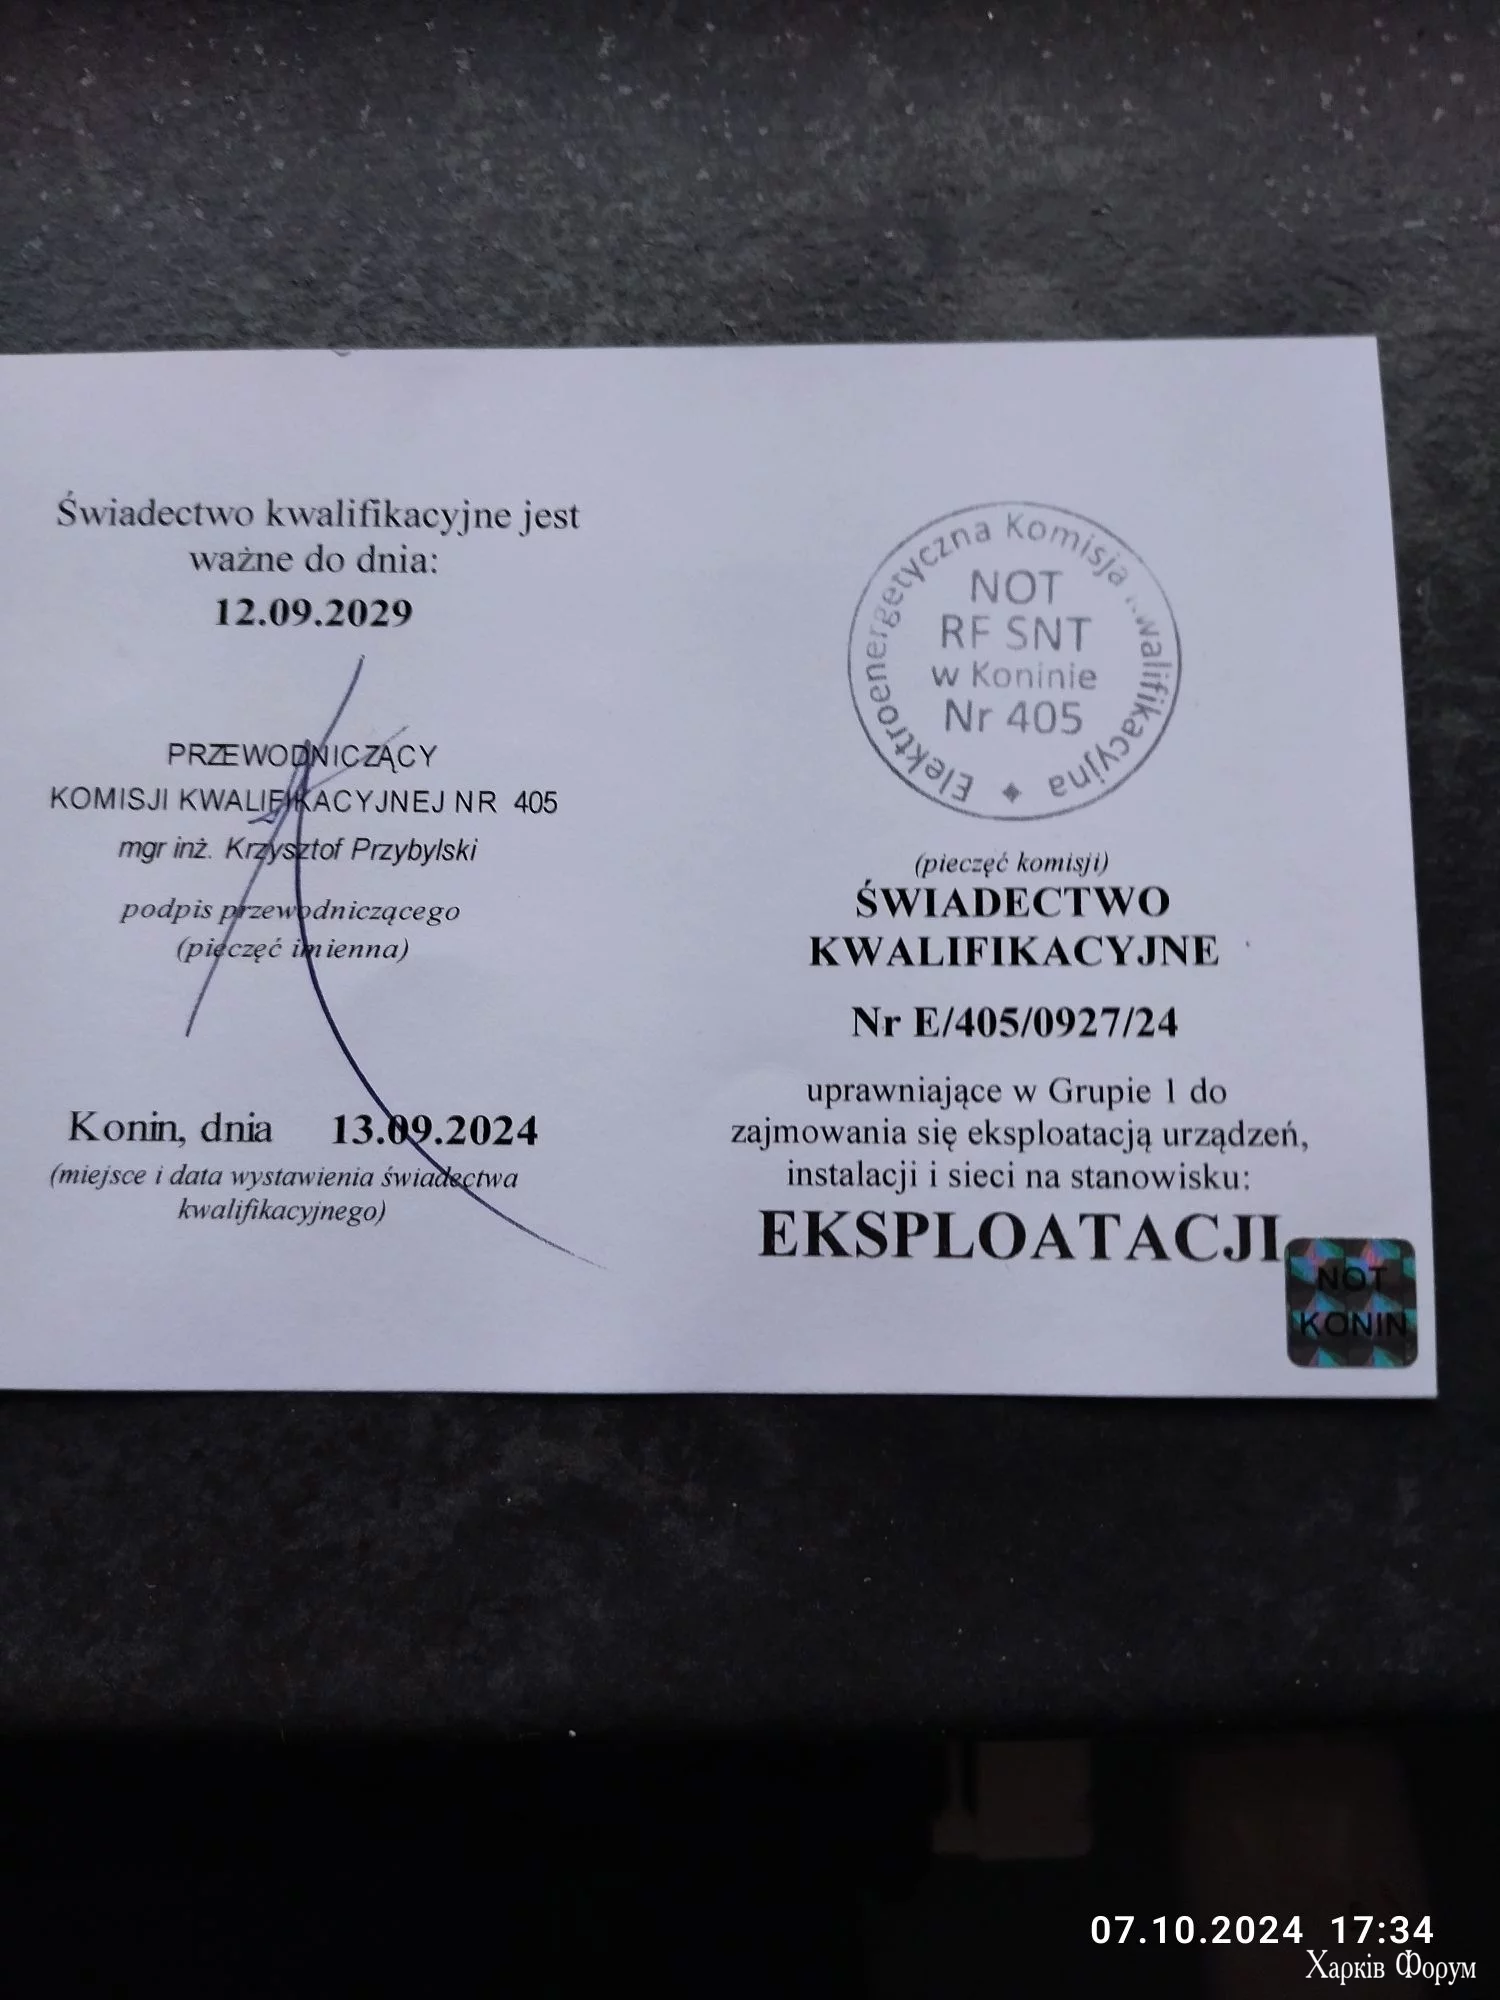 Świadectwo kwalifikacyjne jest
ważne do dnia:
12.09.2029
PRZEWODNICZĄCY
KOMISJI KWALIFIKACYJNEJ NR 405
mgr inż. Krzysztof Przybylski
podpis przewodniczącego
(pieczęć imienna)
Konin, dnia 13.09.2024
(miejsce i data wystawienia świadectwa
kwalifikacyjnego)
Elektroenergetyczna Komisja Kwalifikacyjna
NOT
RF SNT
w Koninie
Nr 405
(pieczęć komisji)
ŚWIADECTWO
KWALIFIKACYJNE
Nr E/405/0927/24
uprawniające w Grupie 1 do
zajmowania się eksploatacją urządzeń,
instalacji i sieci na stanowisku:
EKSPLOATACJI
NOT
KONIN
07.10.2024 17:34
Харків Форум